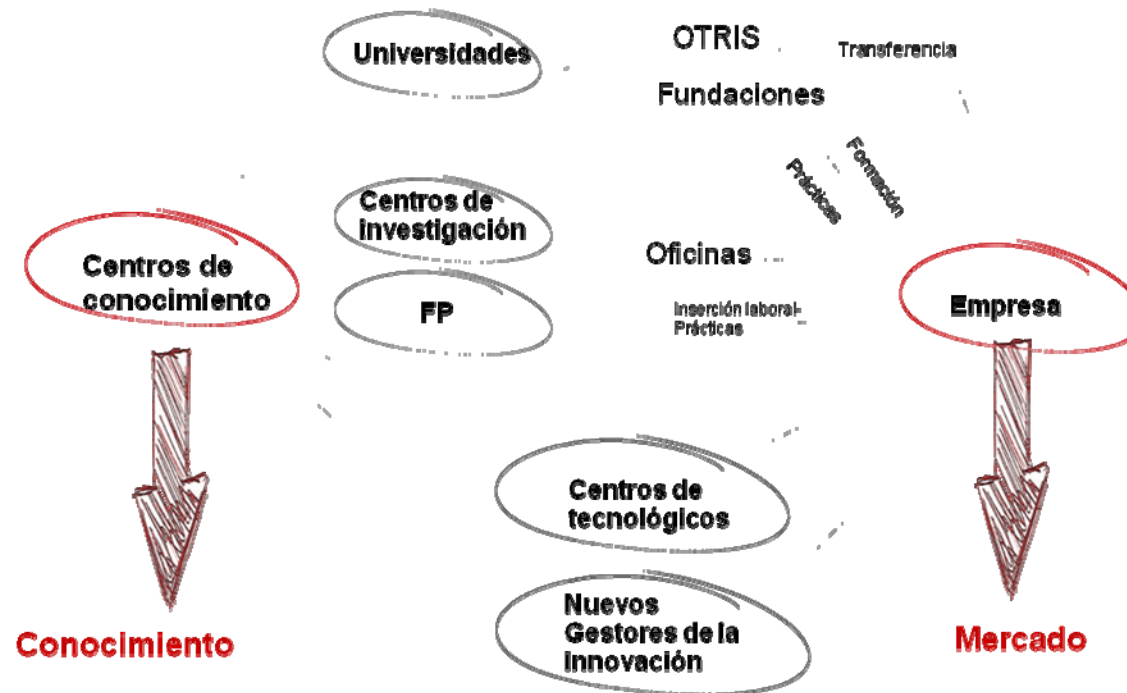 Universidades
OTRIS
Transferencia
Fundaciones
Prácticas
Formación
Centros de
investigación
Centros de
conocimiento
FP
Oficinas
Inserción laboral-
Prácticas
Empresa
Centros de
tecnológicos
Nuevos
Gestores de la
innovación
Conocimiento
Mercado